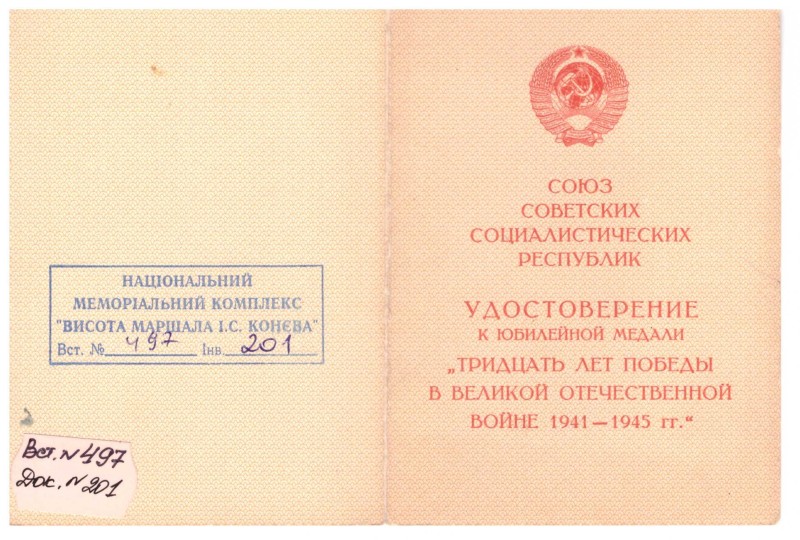 НАЦІОНАЛЬНИЙ
МЕМОРІАЛЬНИЙ КОМПЛЕКС
"ВИСОТА МАРШАЛА І.С. КОНЄВА"
Вст. № 497 Інв. 201
Вст. N 497
Док. N 201
СОЮЗ
СОВЕТСКИХ
СОЦИАЛИСТИЧЕСКИХ
РЕСПУБЛИК
УДОСТОВЕРЕНИЕ
К ЮБИЛЕЙНОЙ МЕДАЛИ
„ТРИДЦАТЬ ЛЕТ ПОБЕДЫ
В ВЕЛИКОЙ ОТЕЧЕСТВЕННОЙ
ВОЙНЕ 1941—1945 гг.“